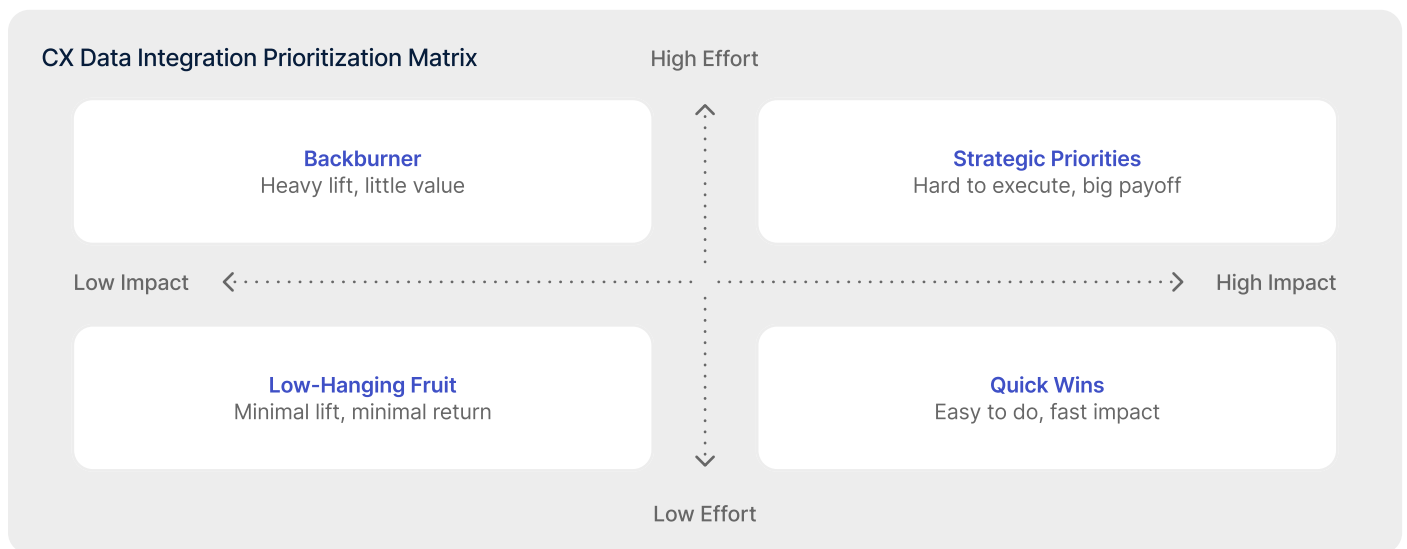 CX Data Integration Prioritization Matrix
High Effort
Backburner
Heavy lift, little value
Strategic Priorities
Hard to execute, big payoff
Low Impact
High Impact
Low-Hanging Fruit
Minimal lift, minimal return
Quick Wins
Easy to do, fast impact
Low Effort